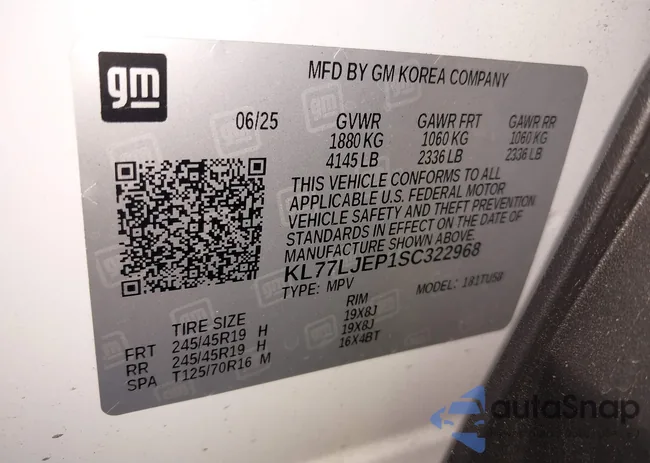 gm
MFD BY GM KOREA COMPANY
06/25 GVWR GAWR FRT GAWR RR
1880 KG 1060 KG 1060 KG
4145 LB 2336 LB 2336 LB
THIS VEHICLE CONFORMS TO ALL
APPLICABLE U.S. FEDERAL MOTOR
VEHICLE SAFETY AND THEFT PREVENTION
STANDARDS IN EFFECT ON THE DATE OF
MANUFACTURE SHOWN ABOVE.
KL77LJEP1SC322968
TYPE: MPV MODEL: 1B1TU58
TIRE SIZE RIM
FRT 245/45R19 H 19X8J
RR 245/45R19 H 19X8J
SPA T125/70R16 M 16X4BT
autoSnap